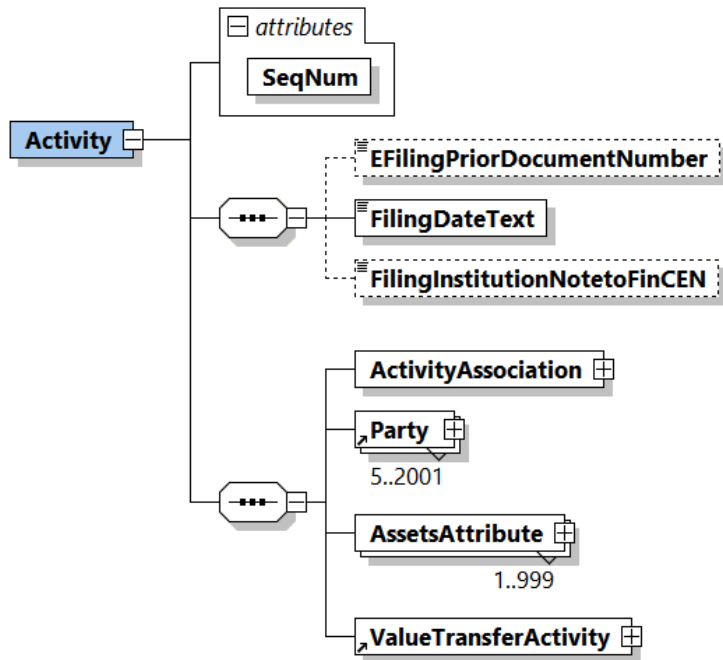 attributes
SeqNum
Activity
EFilingPriorDocumentNumber
FilingDateText
FilingInstitutionNotetoFinCEN
ActivityAssociation
Party
5..2001
AssetsAttribute
1..999
ValueTransferActivity